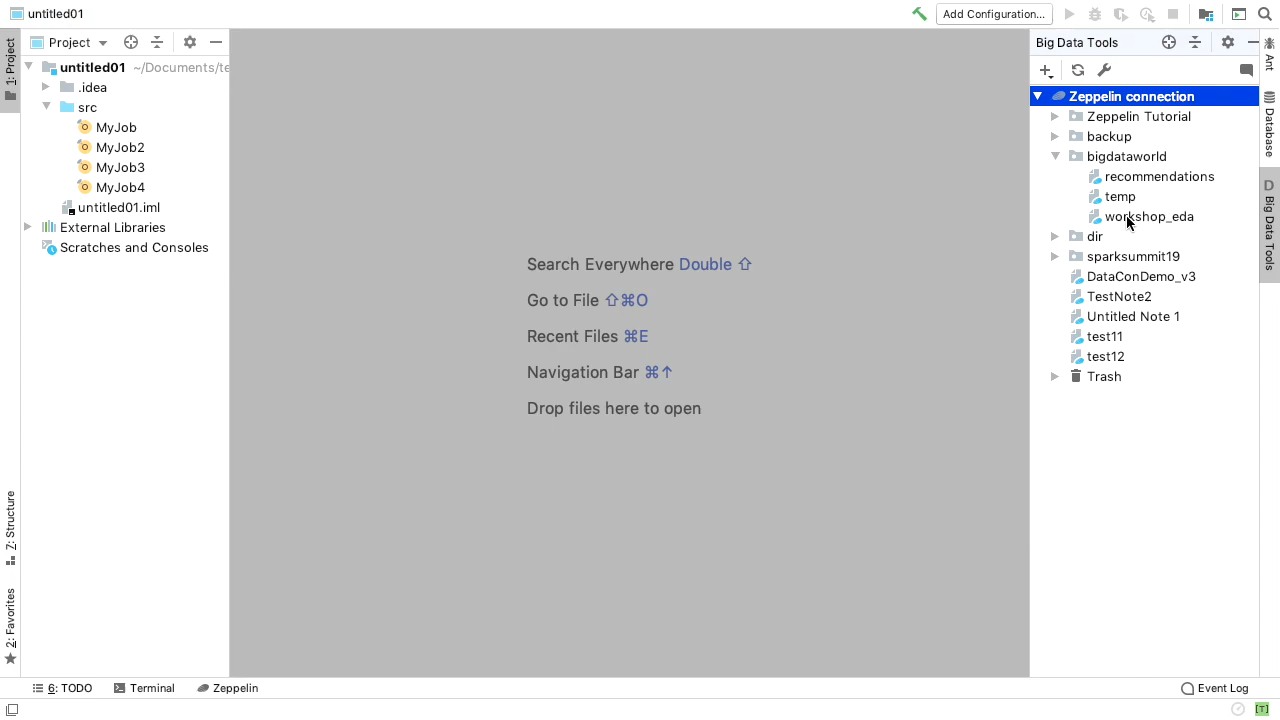 untitled01
Add Configuration...
1: Project
Project
untitled01 ~/Documents/te
.idea
src
MyJob
MyJob2
MyJob3
MyJob4
untitled01.iml
External Libraries
Scratches and Consoles
Search Everywhere Double ⇧
Go to File ⇧⌘O
Recent Files ⌘E
Navigation Bar ⌘↑
Drop files here to open
Big Data Tools
Zeppelin connection
Zeppelin Tutorial
backup
bigdataworld
recommendations
temp
workshop_eda
dir
sparksummit19
DataConDemo_v3
TestNote2
Untitled Note 1
test11
test12
Trash
Ant
Database
D Big Data Tools
7: Structure
2: Favorites
6: TODO
Terminal
Zeppelin
Event Log
[T]